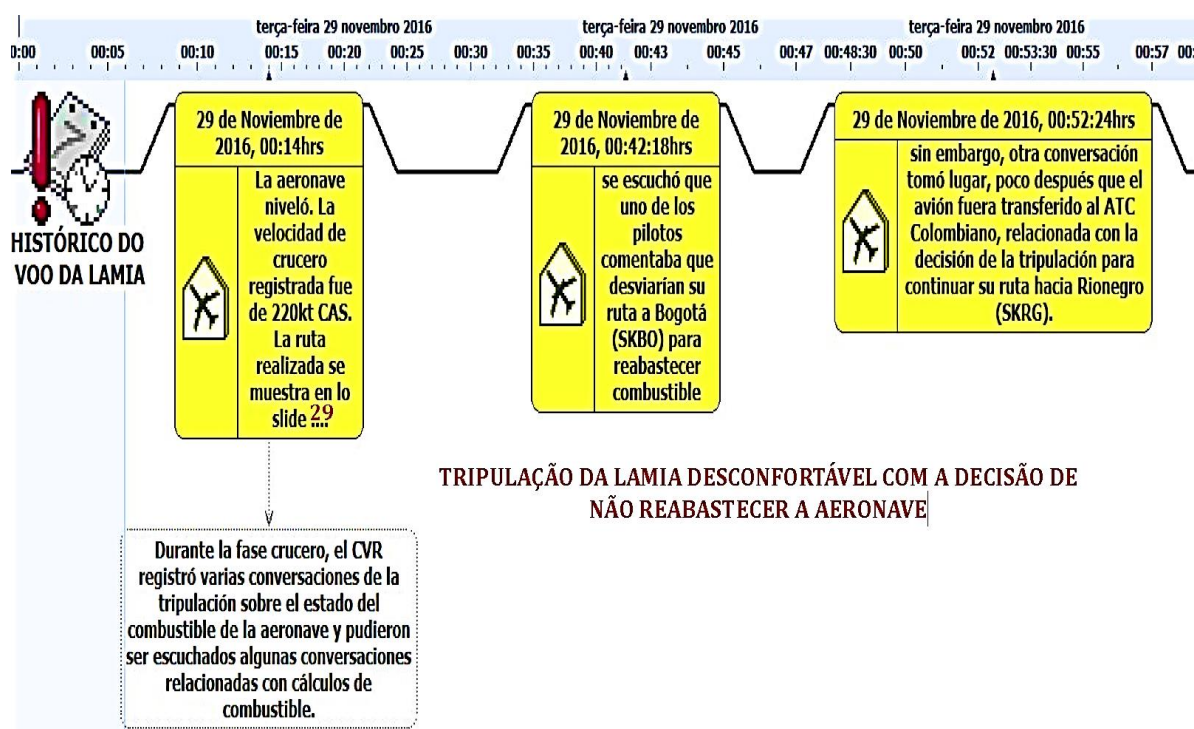 terça-feira 29 novembro 2016 terça-feira 29 novembro 2016 terça-feira 29 novembro 2016
0:00 00:05 00:10 00:15 00:20 00:25 00:30 00:35 00:40 00:43 00:45 00:47 00:48:30 00:50 00:52 00:53:30 00:55 00:57
HISTÓRICO DO
VOO DA LAMIA
29 de Noviembre de
2016, 00:14hrs
La aeronave
niveló. La
velocidad de
crucero
registrada fue
de 220kt CAS.
La ruta
realizada se
muestra en lo
slide 29....
Durante la fase crucero, el CVR
registró varias conversaciones de la
tripulación sobre el estado del
combustible de la aeronave y pudieron
ser escuchados algunas conversaciones
relacionadas con cálculos de
combustible.
29 de Noviembre de
2016, 00:42:18hrs
se escuchó que
uno de los
pilotos
comentaba que
desviarían su
ruta a Bogotá
(SKBO) para
reabastecer
combustible
29 de Noviembre de 2016, 00:52:24hrs
sin embargo, otra conversación
tomó lugar, poco después que el
avión fuera transferido al ATC
Colombiano, relacionada con la
decisión de la tripulación para
continuar su ruta hacia Rionegro
(SKRG).
TRIPULAÇÃO DA LAMIA DESCONFORTÁVEL COM A DECISÃO DE
NÃO REABASTECER A AERONAVE